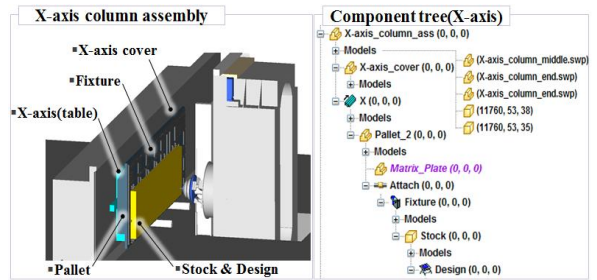 X-axis column assembly
▪X-axis cover
▪Fixture
▪X-axis(table)
▪Pallet
▪Stock & Design
Component tree(X-axis)
X-axis_column_ass (0, 0, 0)
Models
(X-axis_column_middle.swp)
(X-axis_column_end.swp)
(X-axis_column_end.swp)
(11760, 53, 38)
(11760, 53, 35)
X-axis_cover (0, 0, 0)
Models
X (0, 0, 0)
Models
Pallet_2 (0, 0, 0)
Models
Matrix_Plate (0, 0, 0)
Attach (0, 0, 0)
Fixture (0, 0, 0)
Models
Stock (0, 0, 0)
Models
Design (0, 0, 0)